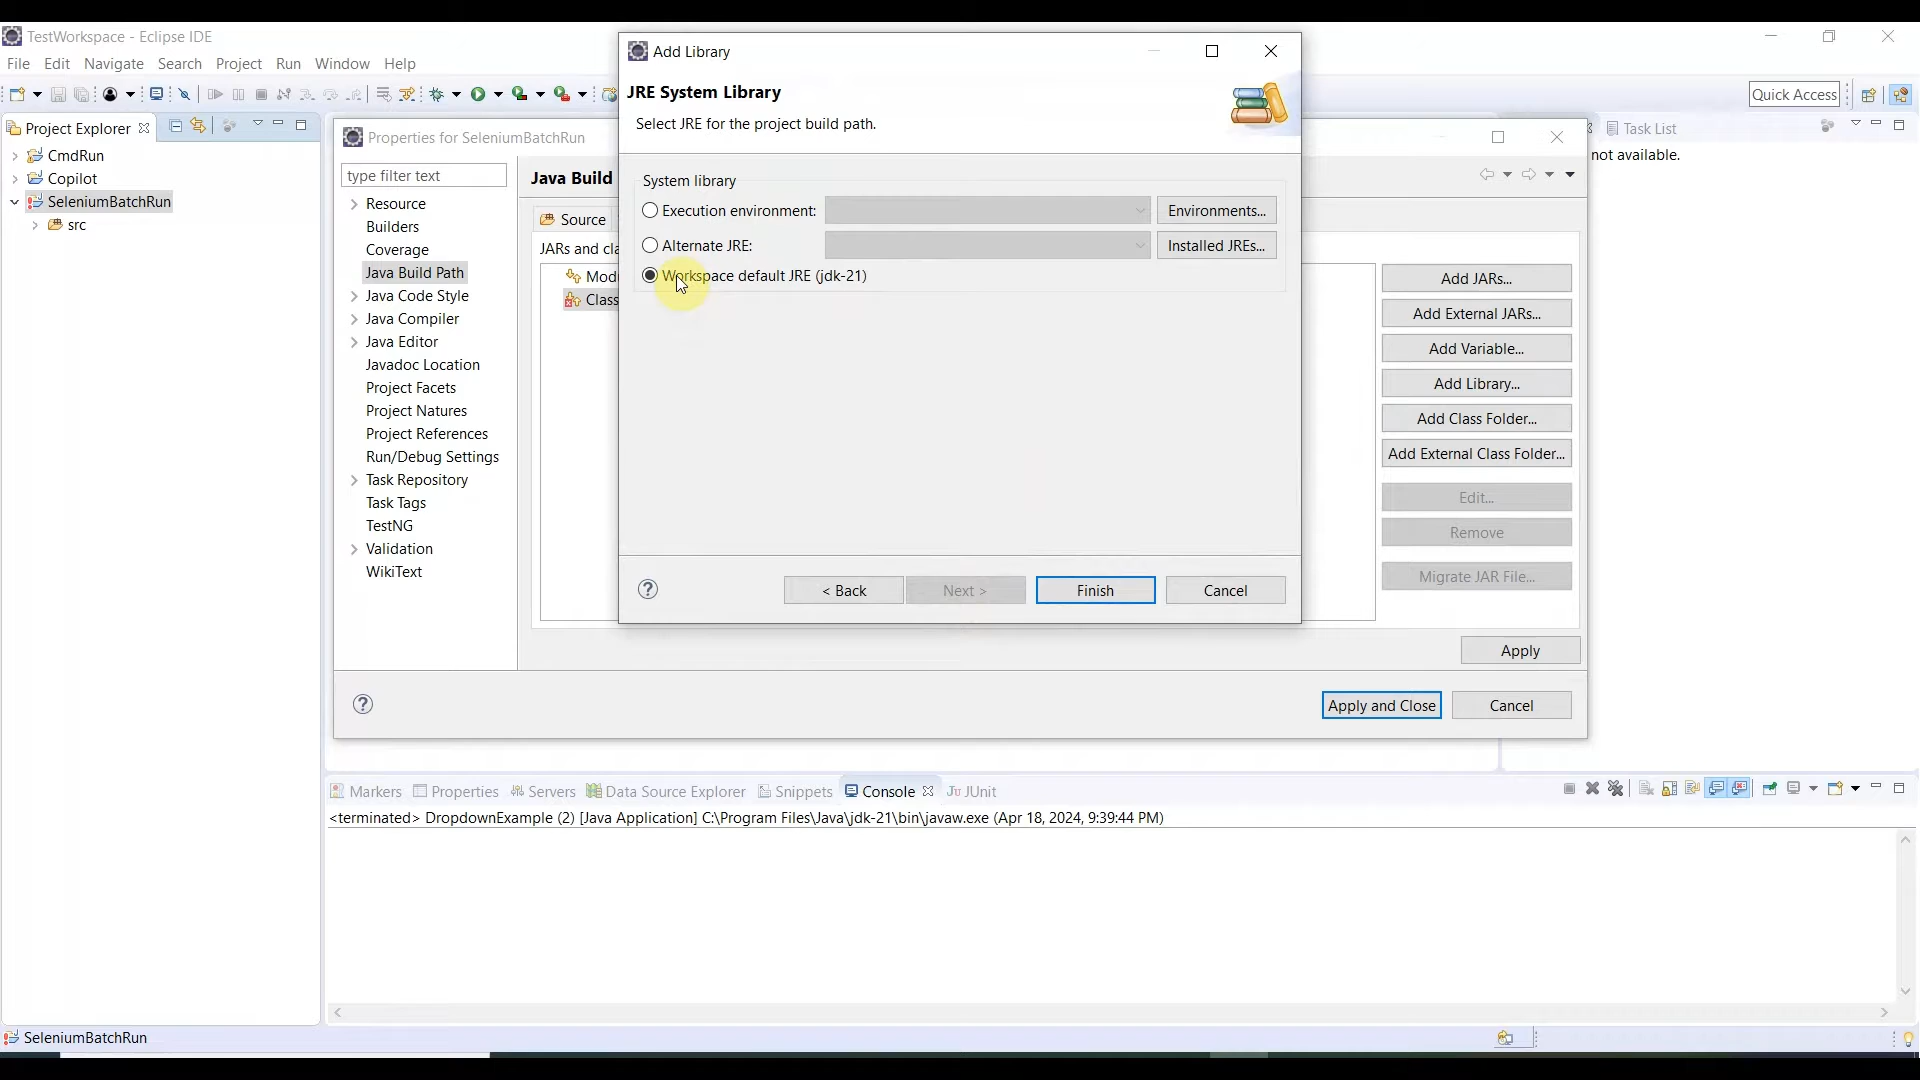 TestWorkspace - Eclipse IDE
File Edit Navigate Search Project Run Window Help
Quick Access
Project Explorer
CmdRun
Copilot
SeleniumBatchRun
src
Properties for SeleniumBatchRun
type filter text
Resource
Builders
Coverage
Java Build Path
Java Code Style
Java Compiler
Java Editor
Javadoc Location
Project Facets
Project Natures
Project References
Run/Debug Settings
Task Repository
Task Tags
TestNG
Validation
WikiText
Java Build
Source
JARs and cla
Modu
Class
Add Library
JRE System Library
Select JRE for the project build path.
System library
Execution environment:
Environments...
Alternate JRE:
Installed JREs...
Workspace default JRE (jdk-21)
< Back
Next >
Finish
Cancel
Add JARs...
Add External JARs...
Add Variable...
Add Library...
Add Class Folder...
Add External Class Folder...
Edit...
Remove
Migrate JAR File...
Apply
Apply and Close
Cancel
Task List
not available.
Markers Properties Servers Data Source Explorer Snippets Console JUnit
<terminated> DropdownExample (2) [Java Application] C:\Program Files\Java\jdk-21\bin\javaw.exe (Apr 18, 2024, 9:39:44 PM)
SeleniumBatchRun